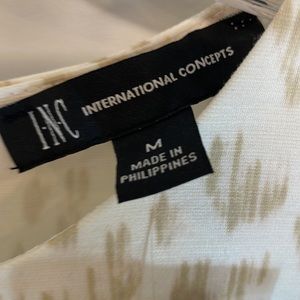 I·N·C INTERNATIONAL CONCEPTS
M
MADE IN
PHILIPPINES